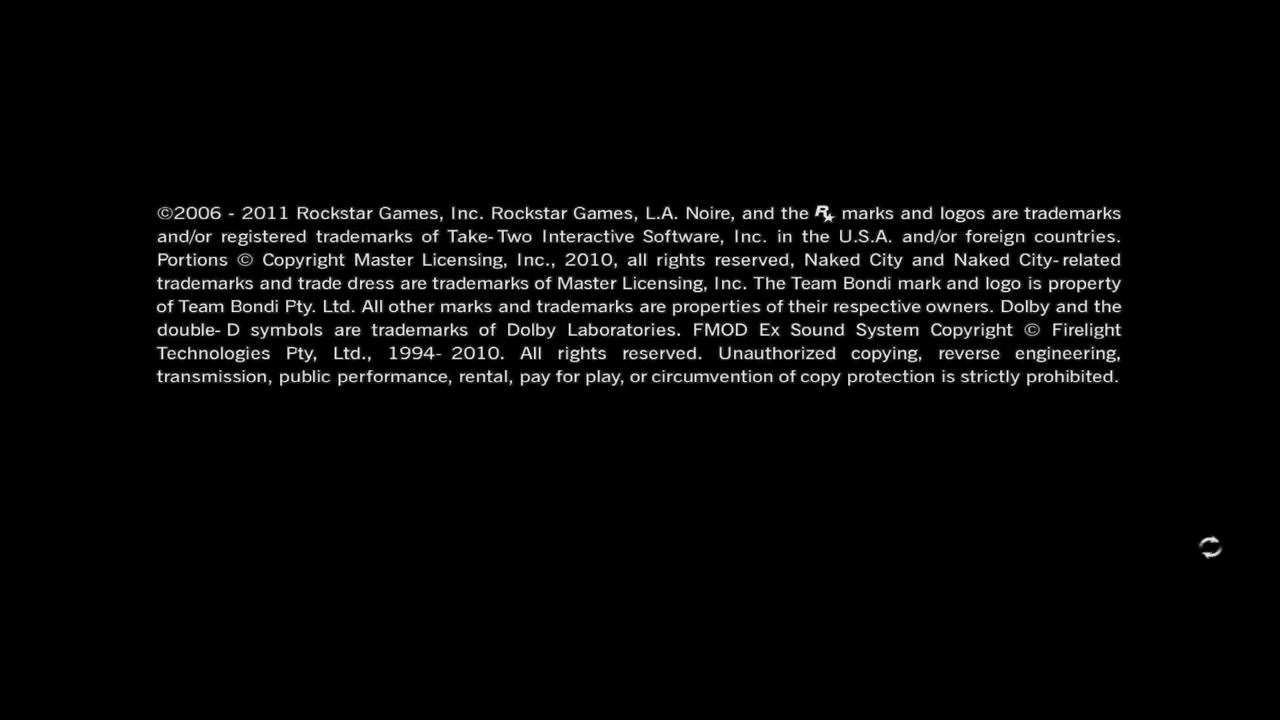 ©2006 - 2011 Rockstar Games, Inc. Rockstar Games, L.A. Noire, and the R marks and logos are trademarks
and/or registered trademarks of Take-Two Interactive Software, Inc. in the U.S.A. and/or foreign countries.
Portions © Copyright Master Licensing, Inc., 2010, all rights reserved, Naked City and Naked City-related
trademarks and trade dress are trademarks of Master Licensing, Inc. The Team Bondi mark and logo is property
of Team Bondi Pty. Ltd. All other marks and trademarks are properties of their respective owners. Dolby and the
double-D symbols are trademarks of Dolby Laboratories. FMOD Ex Sound System Copyright © Firelight
Technologies Pty, Ltd., 1994-2010. All rights reserved. Unauthorized copying, reverse engineering,
transmission, public performance, rental, pay for play, or circumvention of copy protection is strictly prohibited.